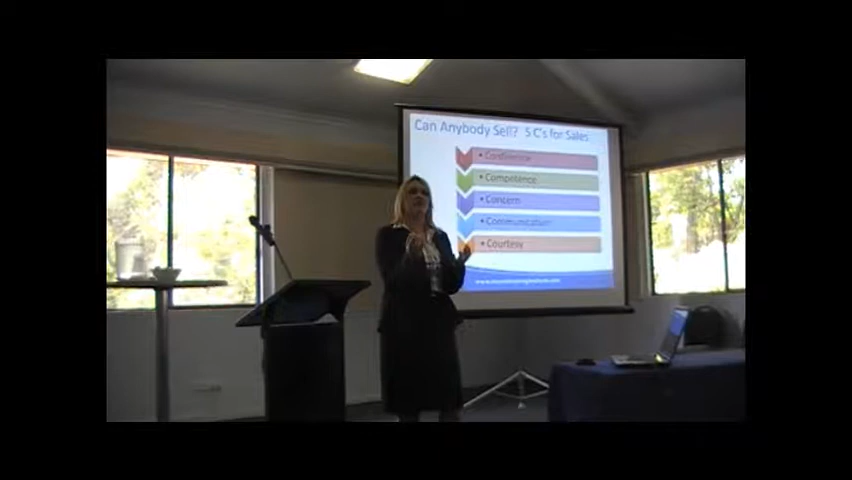 Can Anybody Sell? 5 C's for Sales
• Confidence
• Competence
• Concern
• Communication
• Courtesy